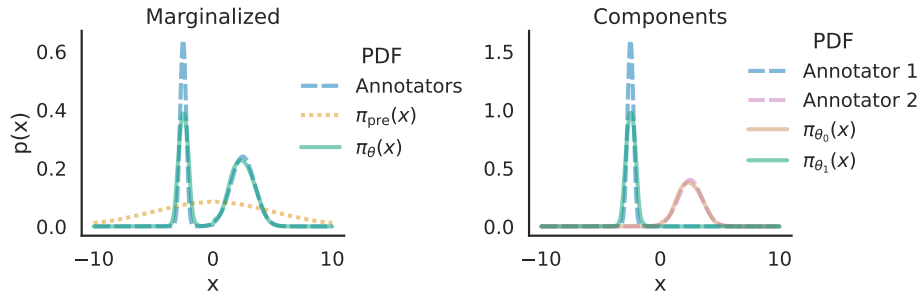 Marginalized
p(x)
0.6
0.4
0.2
0.0
−10
0
10
x
PDF
Annotators
π_pre(x)
π_θ(x)
Components
1.5
1.0
0.5
0.0
−10
0
10
x
PDF
Annotator 1
Annotator 2
π_θ₀(x)
π_θ₁(x)